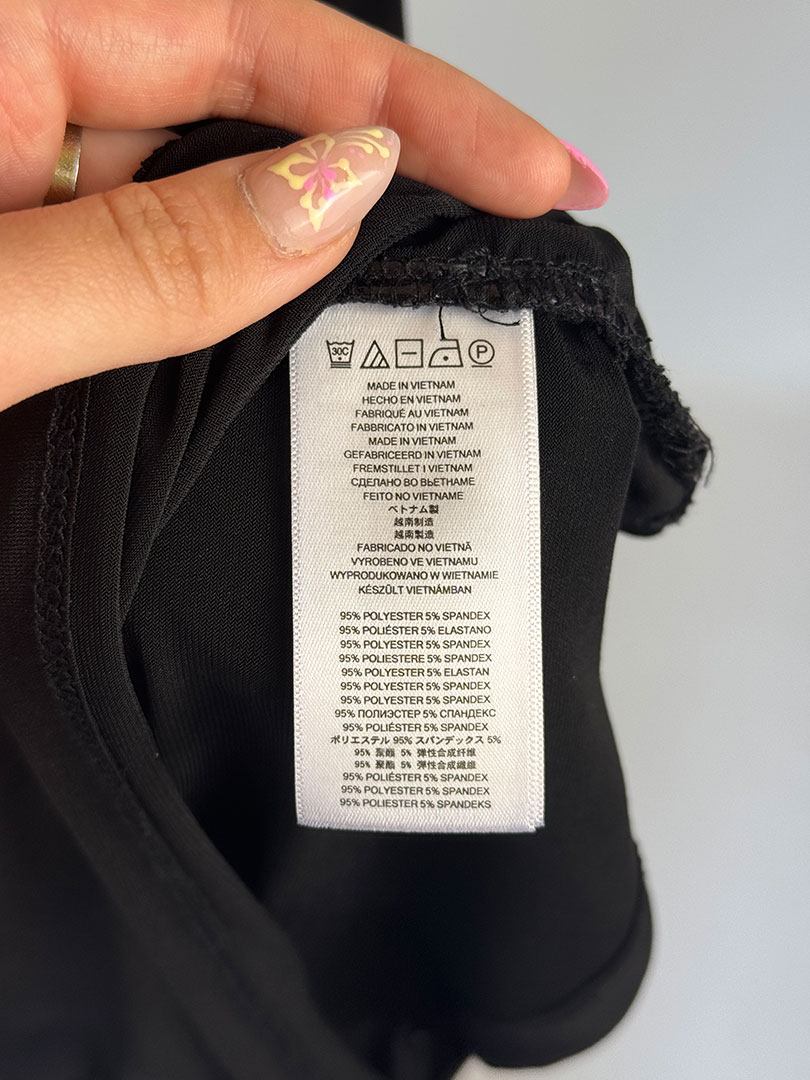 30C P
MADE IN VIETNAM
HECHO EN VIETNAM
FABRIQUÉ AU VIETNAM
FABBRICATO IN VIETNAM
MADE IN VIETNAM
GEFABRICEERD IN VIETNAM
FREMSTILLET I VIETNAM
СДЕЛАНО ВО ВЬЕТНАМЕ
FEITO NO VIETNAME
ベトナム製
越南制造
越南製造
FABRICADO NO VIETNÃ
VYROBENO VE VIETNAMU
WYPRODUKOWANO W WIETNAMIE
KÉSZÜLT VIETNÁMBAN
95% POLYESTER 5% SPANDEX
95% POLIÉSTER 5% ELASTANO
95% POLYESTER 5% SPANDEX
95% POLIESTERE 5% SPANDEX
95% POLYESTER 5% ELASTAN
95% POLYESTER 5% SPANDEX
95% POLYESTER 5% SPANDEX
95% ПОЛИЭСТЕР 5% СПАНДЕКС
95% POLIÉSTER 5% SPANDEX
ポリエステル 95% スパンデックス 5%
95% 聚酯 5% 弹性合成纤维
95% 聚酯 5% 彈性合成纖維
95% POLIÉSTER 5% SPANDEX
95% POLYESTER 5% SPANDEX
95% POLIESTER 5% SPANDEKS